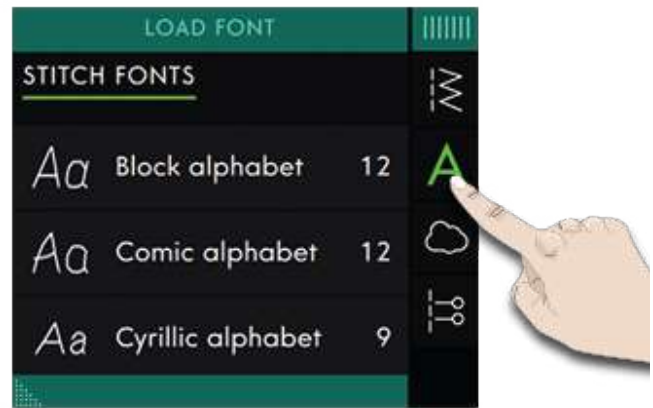 LOAD FONT
STITCH FONTS
Aa Block alphabet 12
A
Aa Comic alphabet 12
Aa Cyrillic alphabet 9